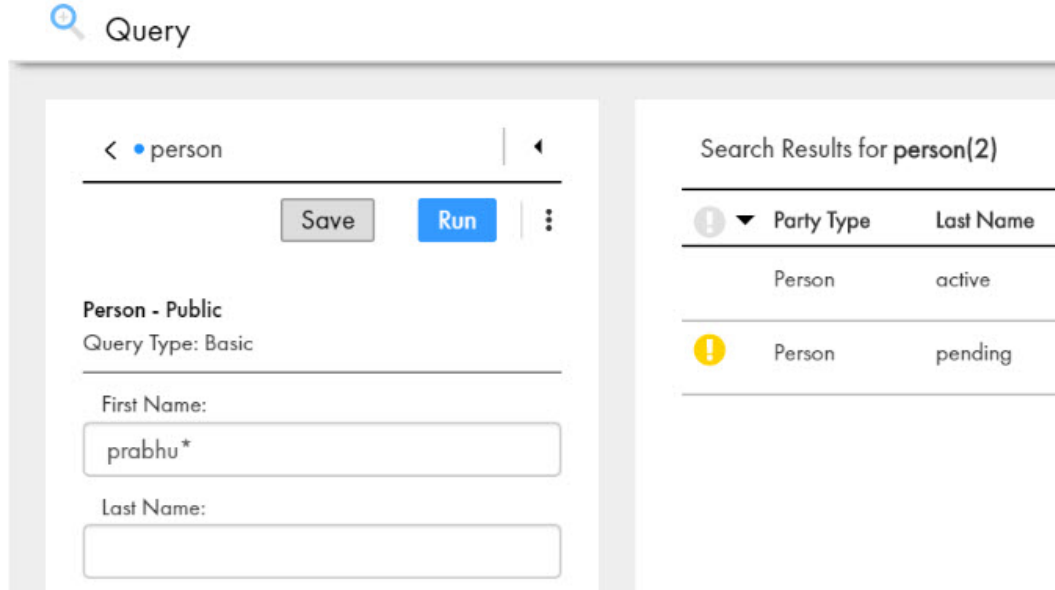 Query
person
Save Run
Person - Public
Query Type: Basic
First Name:
prabhu*
Last Name:
Search Results for person(2)
Party Type Last Name
Person active
Person pending